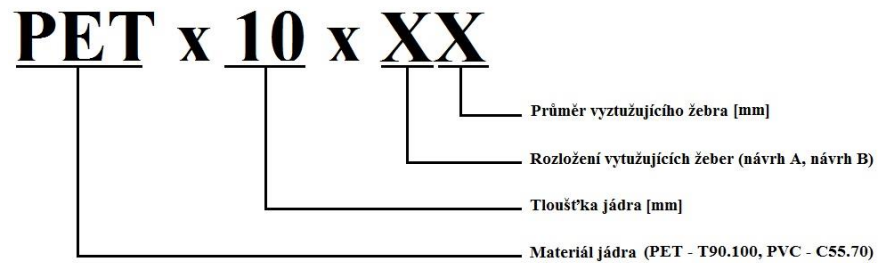 PET x 10 x XX
Průměr vyztužujícího žebra [mm]
Rozložení vytužujících žeber (návrh A, návrh B)
Tloušťka jádra [mm]
Materiál jádra (PET - T90.100, PVC - C55.70)